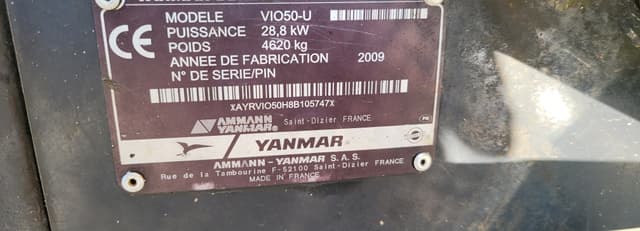 MODELE VIO50-U
PUISSANCE 28,8 kW
POIDS 4620 kg
ANNEE DE FABRICATION 2009
N° DE SERIE/PIN
XAYRVIO50H8B105747X
AMMANN YANMAR® Saint-Dizier FRANCE
YANMAR
AMMANN - YANMAR S.A.S.
Rue de la Tambourine F-52100 Saint-Dizier FRANCE
MADE IN FRANCE